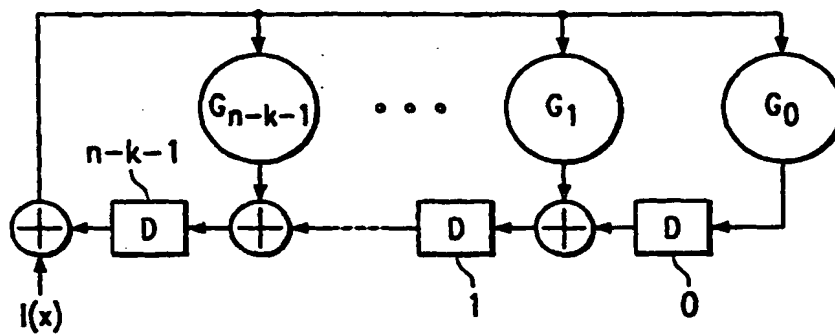 G_{n-k-1} • • • G_1 G_0
n-k-1
D D D
I(x) 1 0